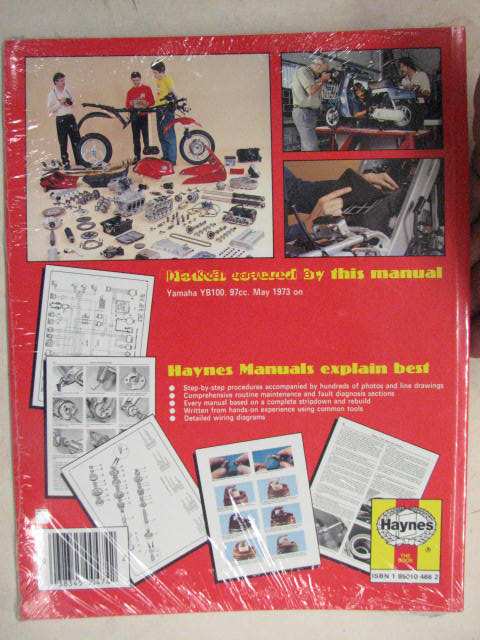 covered by this manual
Yamaha YB100. 97cc. May 1973 on
Haynes Manuals explain best
● Step-by-step procedures accompanied by hundreds of photos and line drawings
● Comprehensive routine maintenance and fault diagnosis sections
● Every manual based on a complete stripdown and rebuild
● Written from hands-on experience using common tools
● Detailed wiring diagrams
Haynes
®
THE BOOK
ISBN 1 85010 466 2